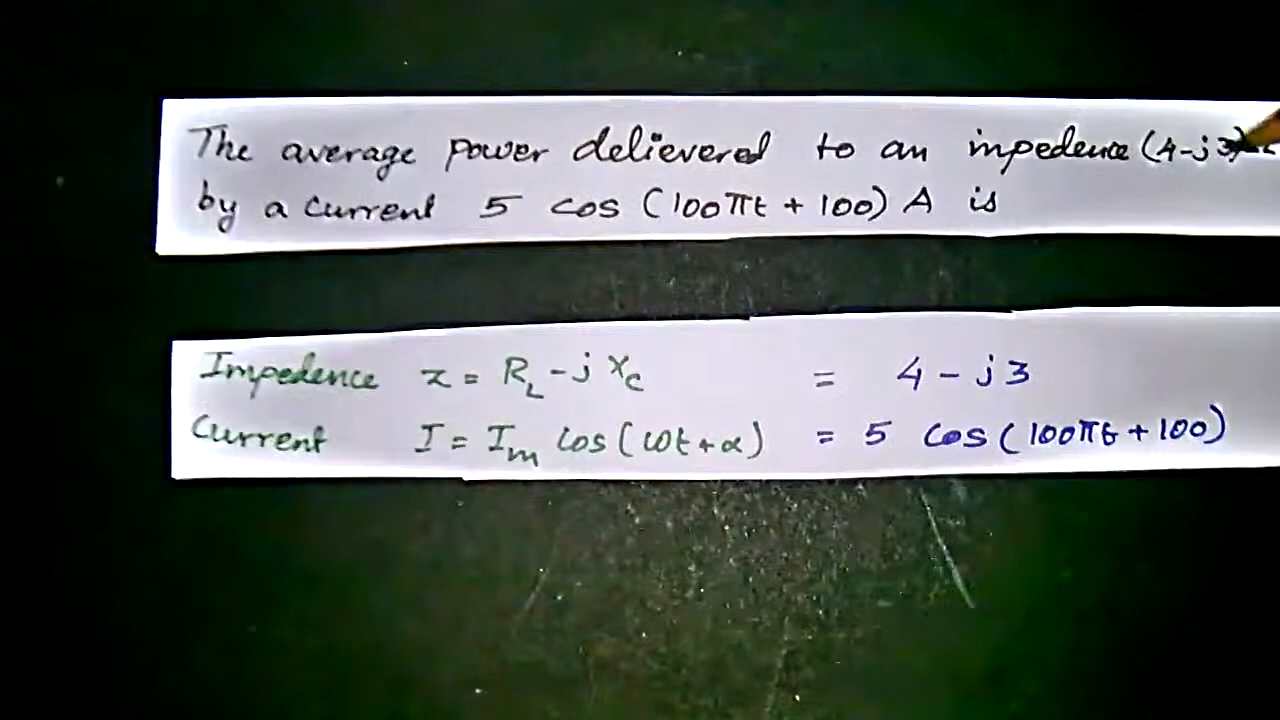 The average power delievered to an impedence (4-j3)
by a current 5 cos (100πt + 100) A is
Impedence z = R_L - j X_C = 4 - j3
Current I = I_m cos (ωt + α) = 5 cos (100πt + 100)